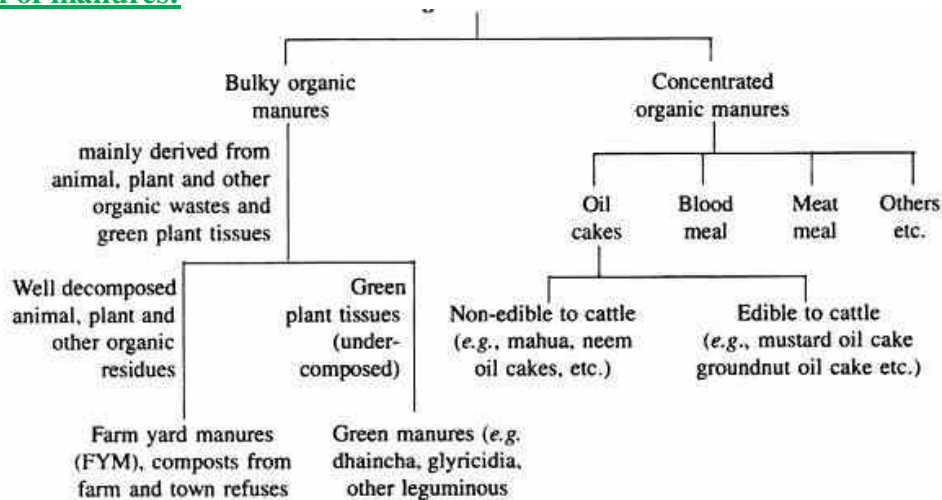 of manures:
Bulky organic
manures
Concentrated
organic manures
mainly derived from
animal, plant and other
organic wastes and
green plant tissues
Oil
cakes
Blood
meal
Meat
meal
Others
etc.
Well decomposed
animal, plant and
other organic
residues
Green
plant tissues
(under-
composed)
Non-edible to cattle
(e.g., mahua, neem
oil cakes, etc.)
Edible to cattle
(e.g., mustard oil cake
groundnut oil cake etc.)
Farm yard manures
(FYM), composts from
farm and town refuses
Green manures (e.g.
dhaincha, glyricidia,
other leguminous